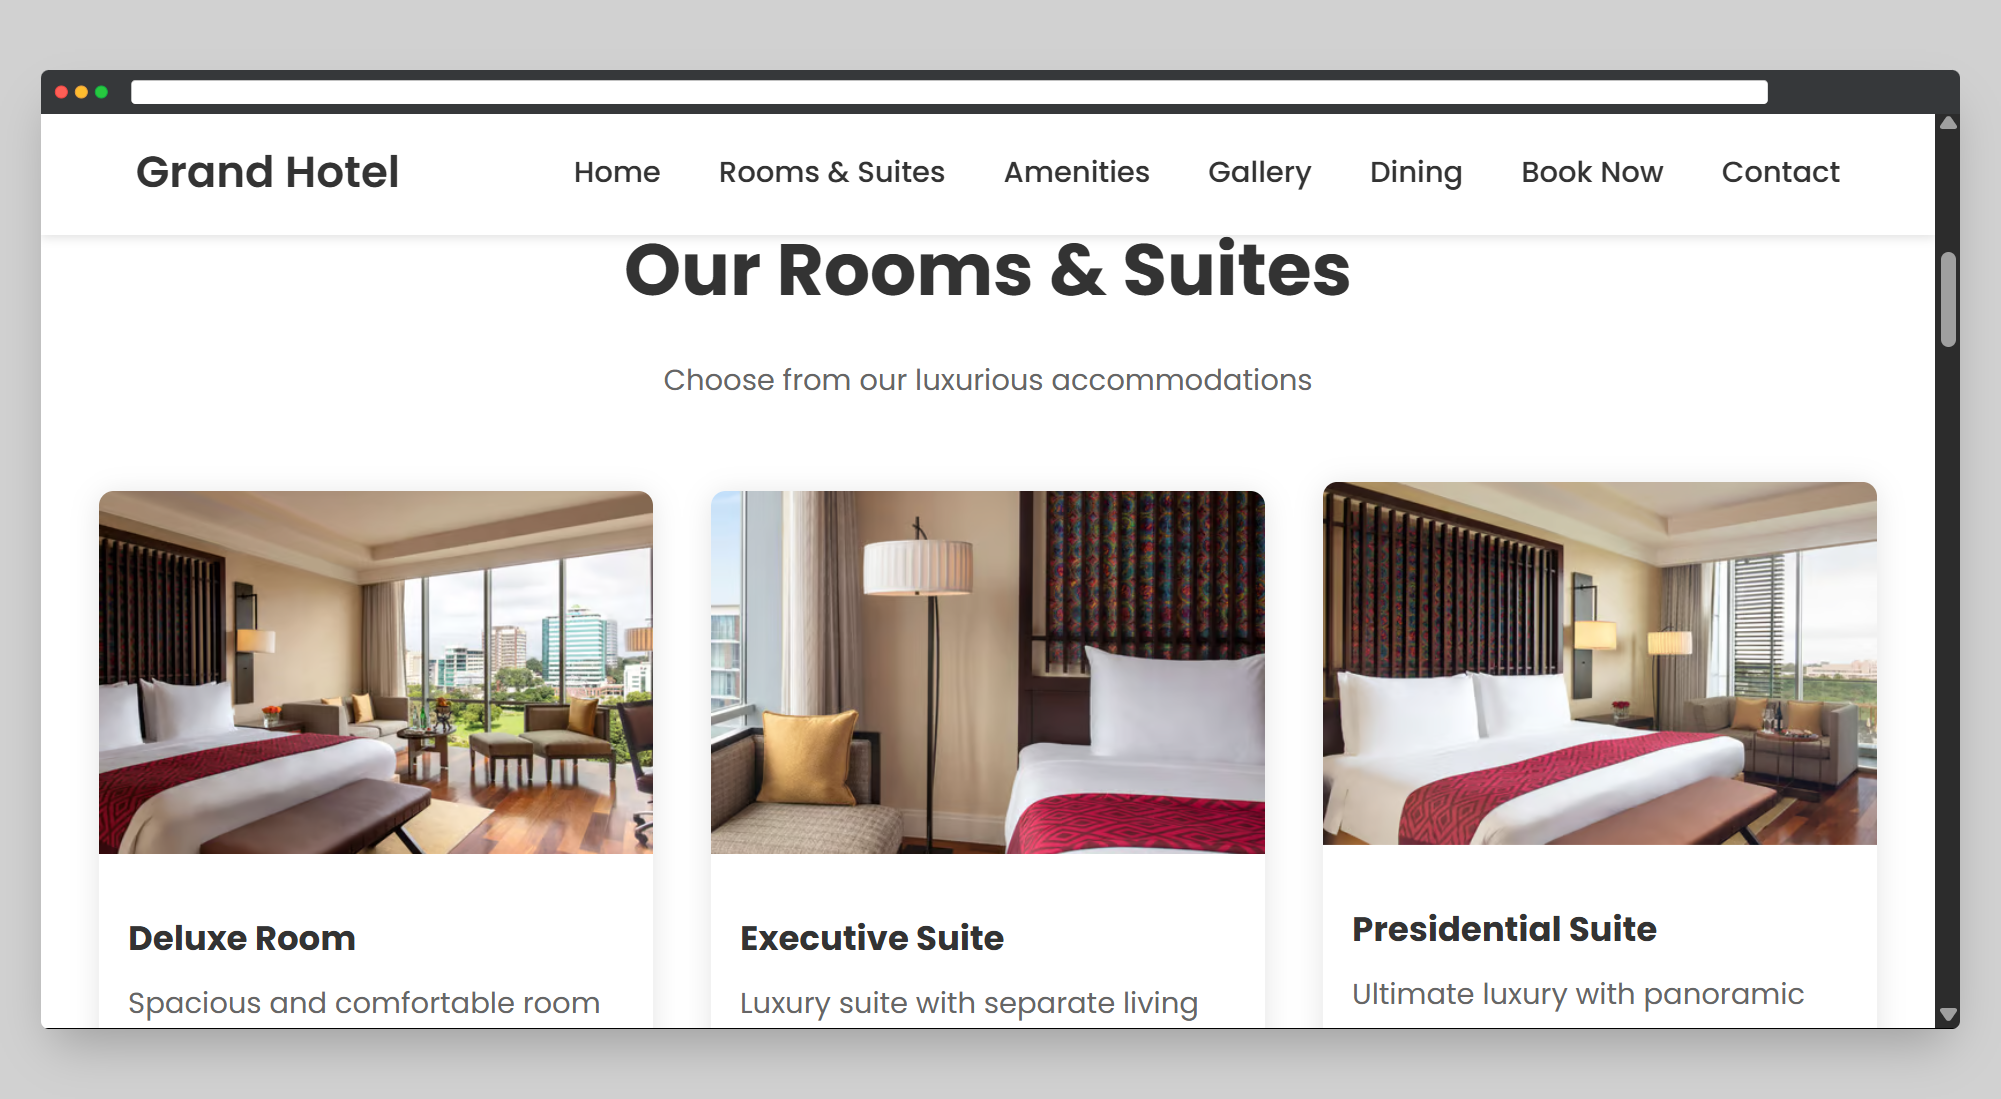 Grand Hotel
Home
Rooms & Suites
Amenities
Gallery
Dining
Book Now
Contact
Our Rooms & Suites
Choose from our luxurious accommodations
Deluxe Room
Spacious and comfortable room
Executive Suite
Luxury suite with separate living
Presidential Suite
Ultimate luxury with panoramic